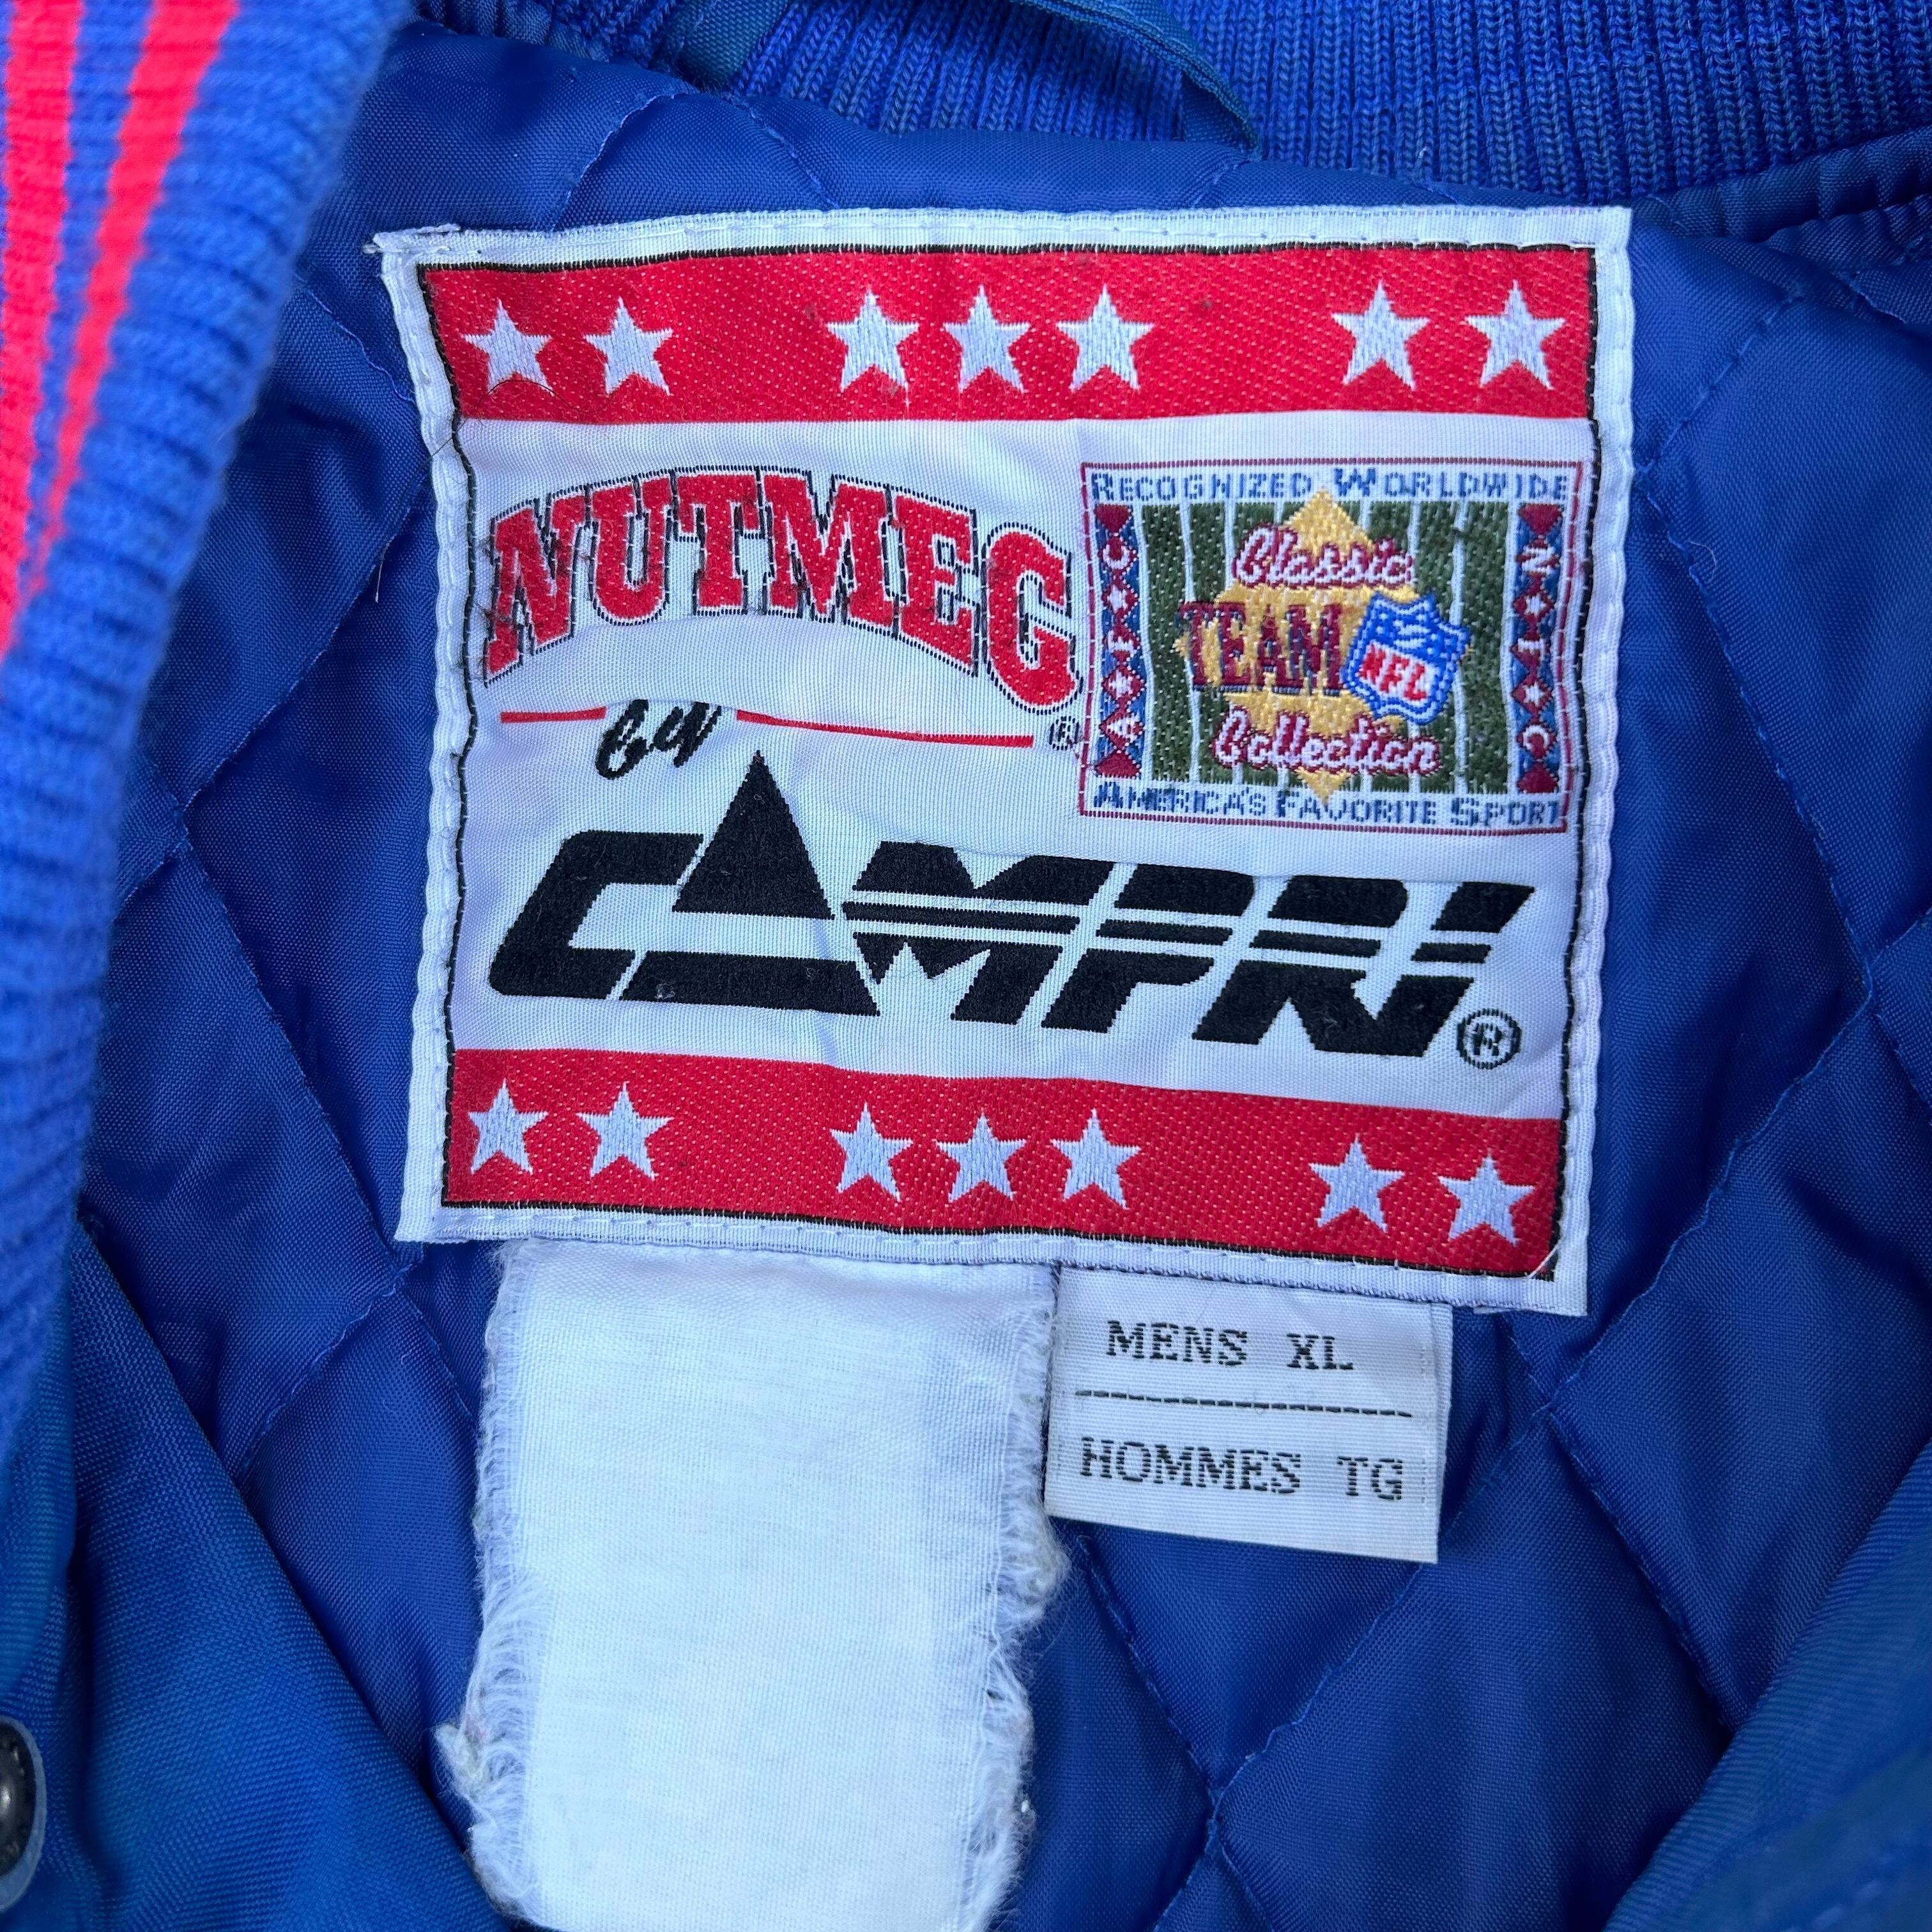 NUTMEG ®
by
CAMPRI ®
RECOGNIZED WORLDWIDE
Classic
TEAM NFL
Collection
AMERICA'S FAVORITE SPORT
MENS XL
HOMMES TG